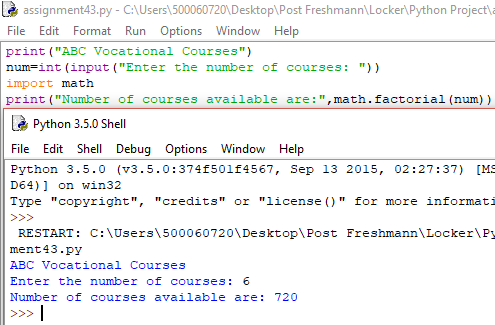 assignment43.py - C:\Users\500060720\Desktop\Post Freshmann\Locker\Python Project\a
File Edit Format Run Options Window Help
print("ABC Vocational Courses")
num=int(input("Enter the number of courses: "))
import math
print("Number of courses available are:",math.factorial(num))
Python 3.5.0 Shell
File Edit Shell Debug Options Window Help
Python 3.5.0 (v3.5.0:374f501f4567, Sep 13 2015, 02:27:37) [MS
D64)] on win32
Type "copyright", "credits" or "license()" for more informati
>>>
RESTART: C:\Users\500060720\Desktop\Post Freshmann\Locker\Py
ment43.py
ABC Vocational Courses
Enter the number of courses: 6
Number of courses available are: 720
>>>